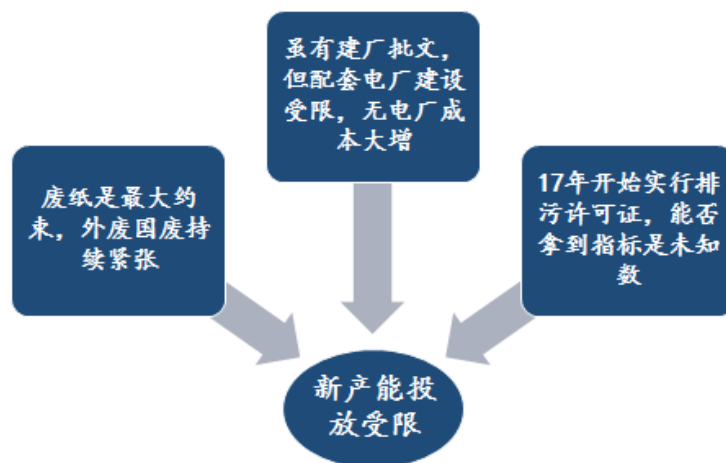 虽有建厂批文，
但配套电厂建设
受限，无电厂成
本大增
废纸是最大约
束，外废国废持
续紧张
17年开始实行排
污许可证，能否
拿到指标是未知
数
新产能投
放受限